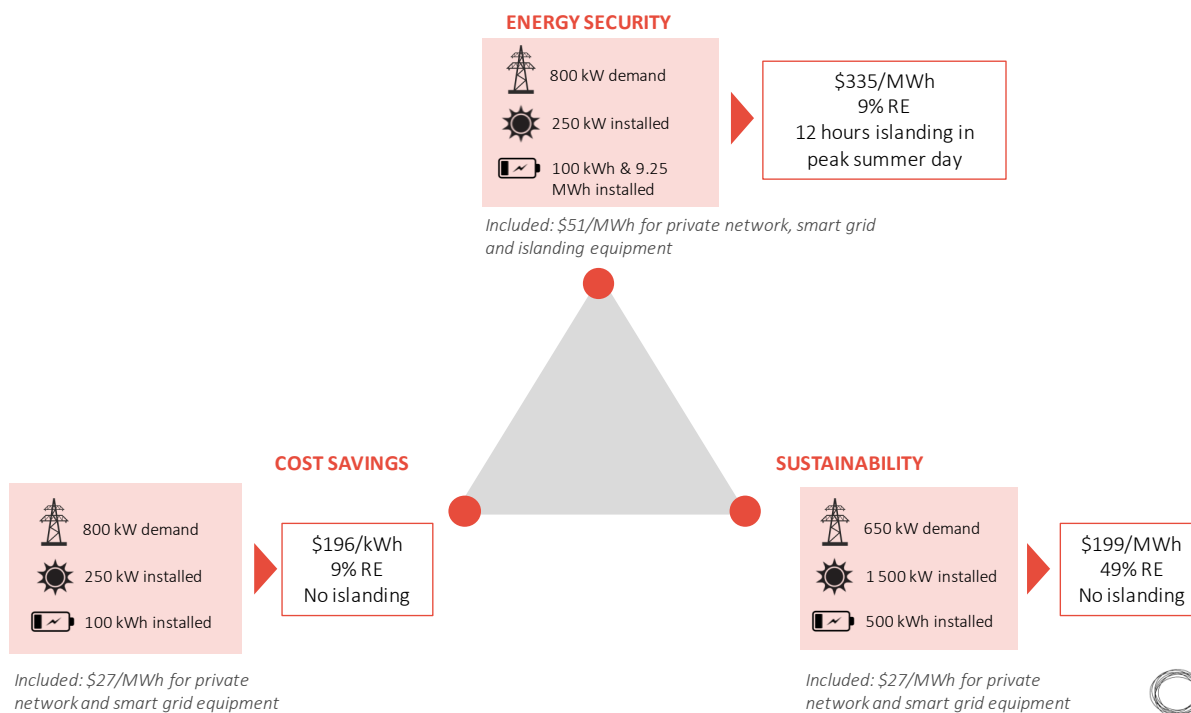 ENERGY SECURITY
800 kW demand
250 kW installed
100 kWh & 9.25
MWh installed
$335/MWh
9% RE
12 hours islanding in
peak summer day
Included: $51/MWh for private network, smart grid
and islanding equipment
COST SAVINGS
800 kW demand
250 kW installed
100 kWh installed
$196/kWh
9% RE
No islanding
Included: $27/MWh for private
network and smart grid equipment
SUSTAINABILITY
650 kW demand
1 500 kW installed
500 kWh installed
$199/MWh
49% RE
No islanding
Included: $27/MWh for private
network and smart grid equipment